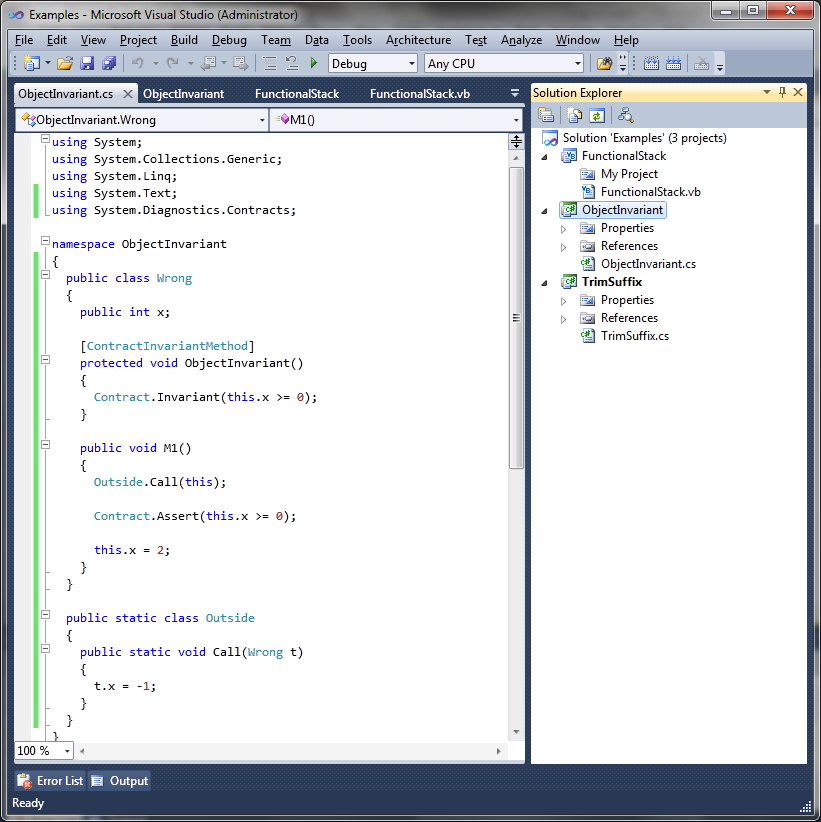 Examples - Microsoft Visual Studio (Administrator)
File Edit View Project Build Debug Team Data Tools Architecture Test Analyze Window Help
Debug Any CPU
ObjectInvariant.cs ObjectInvariant FunctionalStack FunctionalStack.vb
ObjectInvariant.Wrong M1()
using System;
using System.Collections.Generic;
using System.Linq;
using System.Text;
using System.Diagnostics.Contracts;
namespace ObjectInvariant
{
public class Wrong
{
public int x;
[ContractInvariantMethod]
protected void ObjectInvariant()
{
Contract.Invariant(this.x >= 0);
}
public void M1()
{
Outside.Call(this);
Contract.Assert(this.x >= 0);
this.x = 2;
}
}
public static class Outside
{
public static void Call(Wrong t)
{
t.x = -1;
}
}
}
100 %
Solution Explorer
Solution 'Examples' (3 projects)
FunctionalStack
My Project
FunctionalStack.vb
ObjectInvariant
Properties
References
ObjectInvariant.cs
TrimSuffix
Properties
References
TrimSuffix.cs
Error List Output
Ready